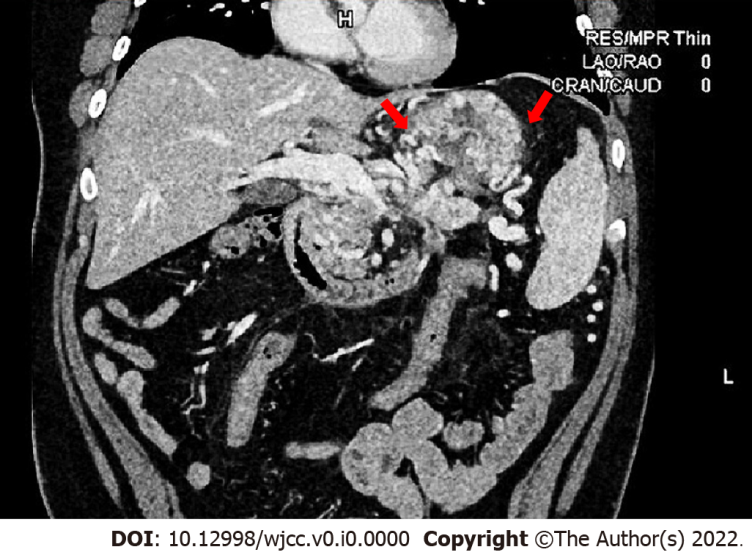 H
RES/MPR Thin
LAO/RAO 0
CRAN/CAUD 0
L
DOI: 10.12998/wjcc.v0.i0.0000 Copyright ©The Author(s) 2022.